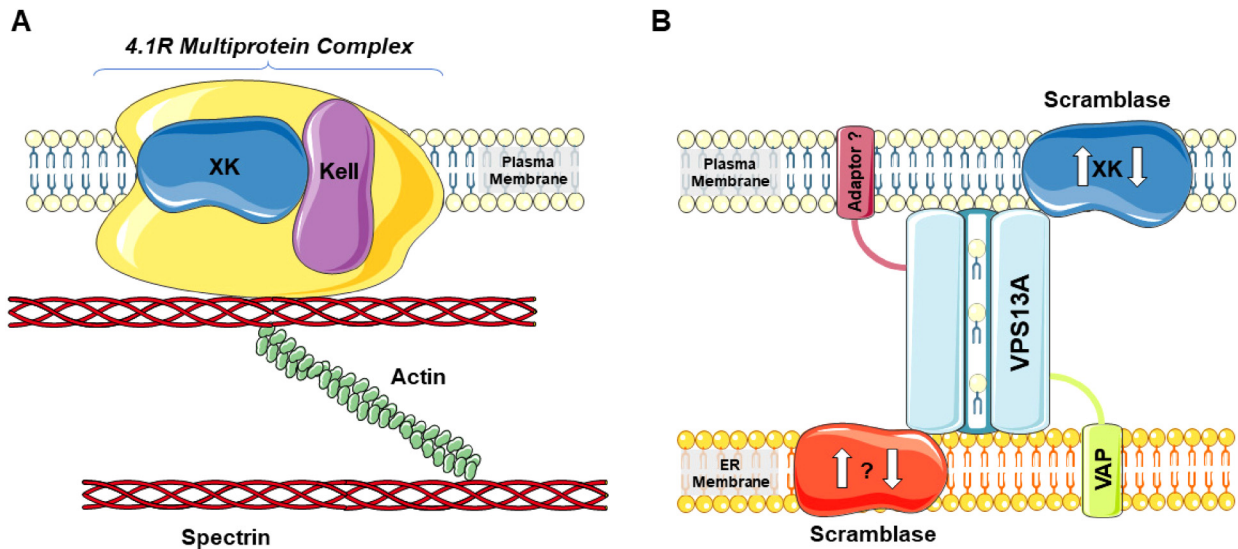 A
4.1R Multiprotein Complex
XK
Kell
Plasma
Membrane
Actin
Spectrin
B
Scramblase
Plasma
Membrane
Adaptor ?
XK
VPS13A
ER
Membrane
?
VAP
Scramblase